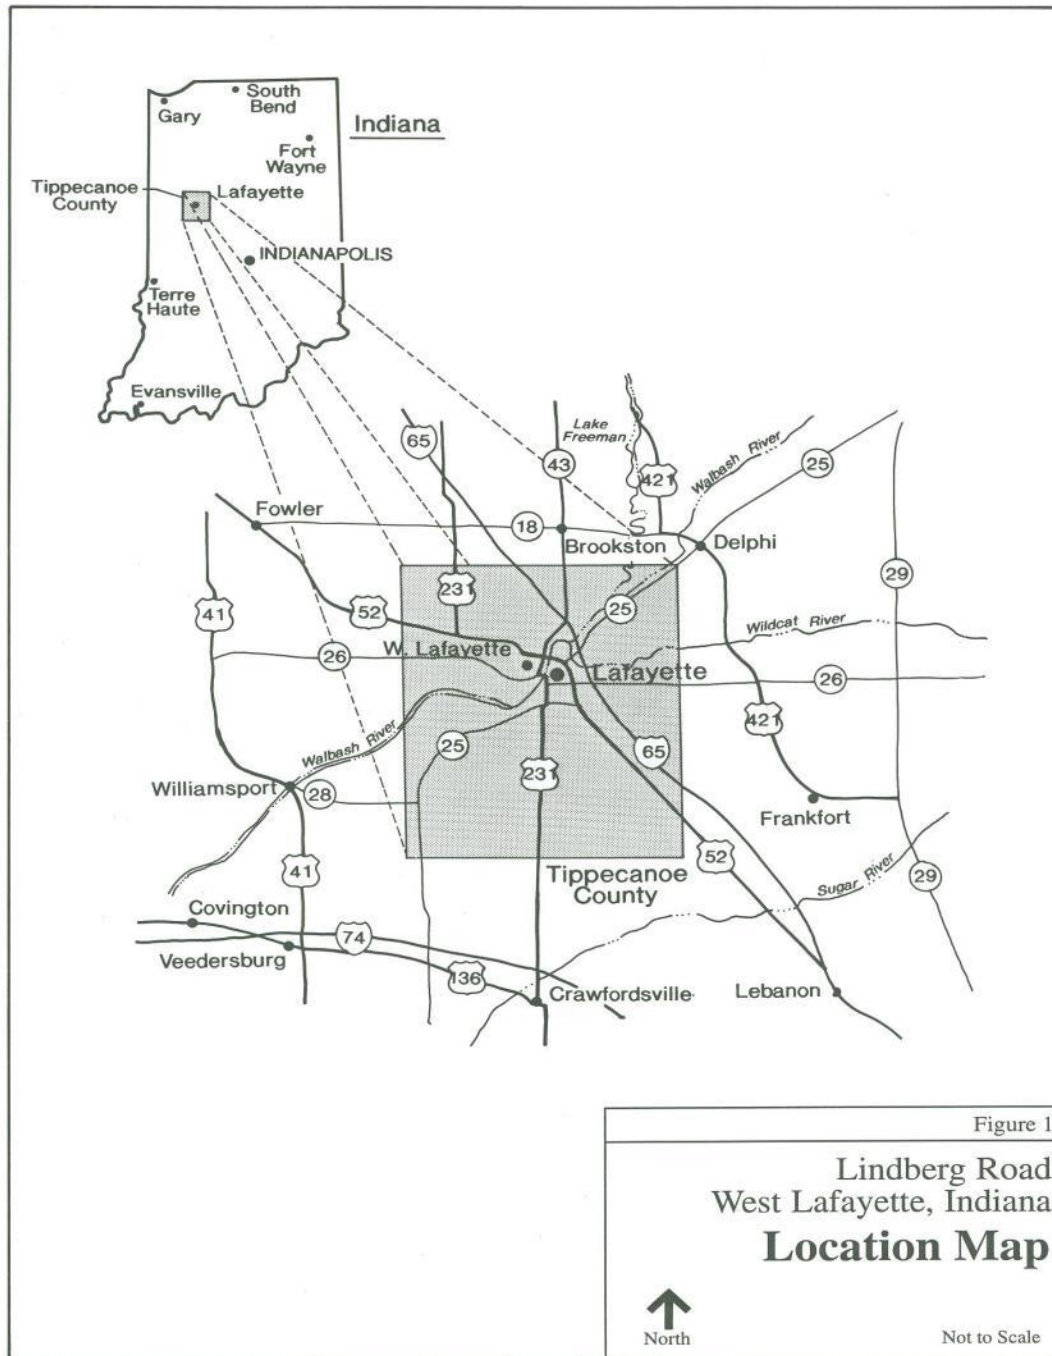 South
Bend
Gary
Indiana
Fort
Wayne
Tippecanoe
County
Lafayette
INDIANAPOLIS
Terre
Haute
Evansville
65
43
Lake
Freeman
421
Walbash River
25
Fowler
18
Brookston
Delphi
29
41
52
231
25
Wildcat River
26
W. Lafayette
Lafayette
26
421
Walbash River
25
231
65
Williamsport
28
Frankfort
41
52
Tippecanoe
County
Sugar River
29
Covington
74
Veedersburg
136
Crawfordsville
Lebanon
Figure 1
Lindberg Road
West Lafayette, Indiana
Location Map
North
Not to Scale